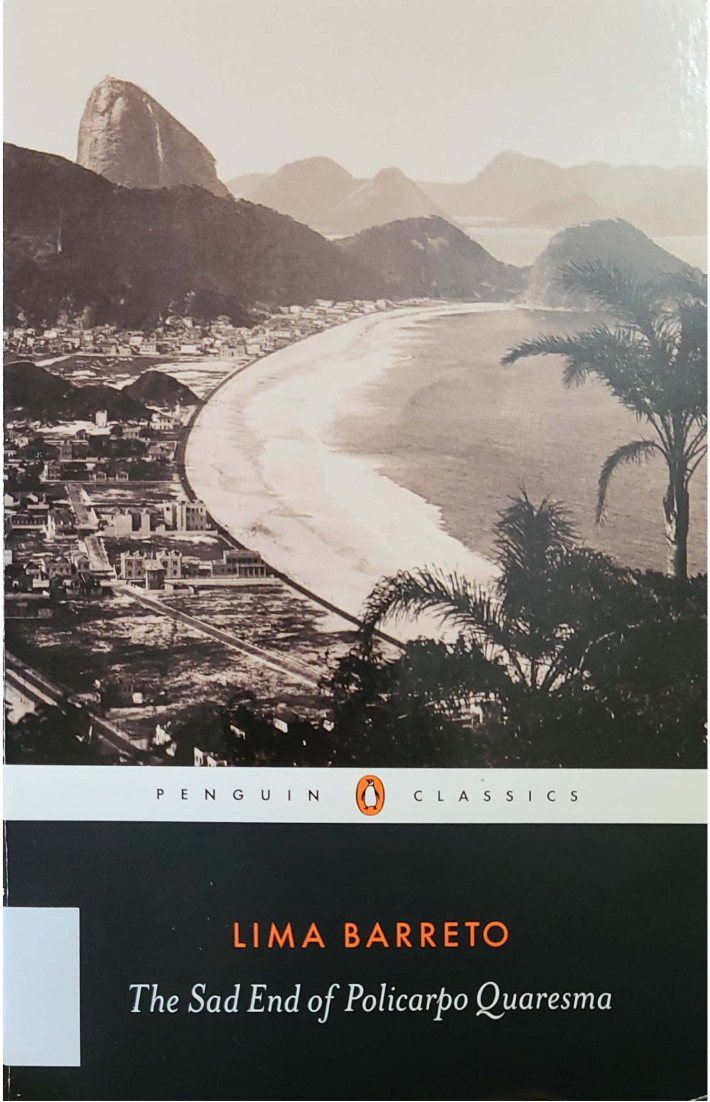 PENGUIN CLASSICS
LIMA BARRETO
The Sad End of Policarpo Quaresma